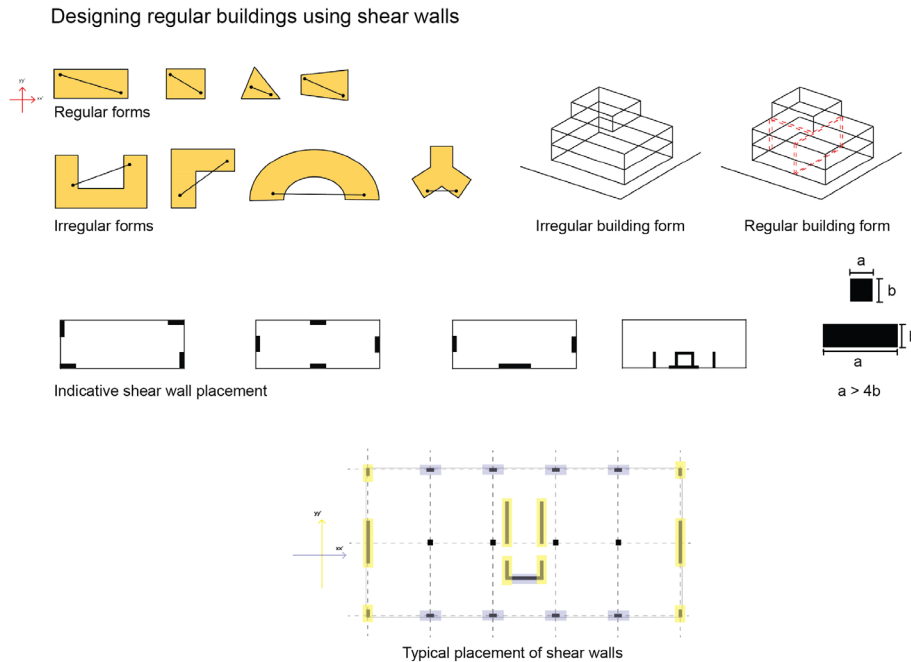 Designing regular buildings using shear walls
yy'
xx'
Regular forms
Irregular forms
Irregular building form
Regular building form
a
b
a
Indicative shear wall placement
a > 4b
yy'
xx'
Typical placement of shear walls